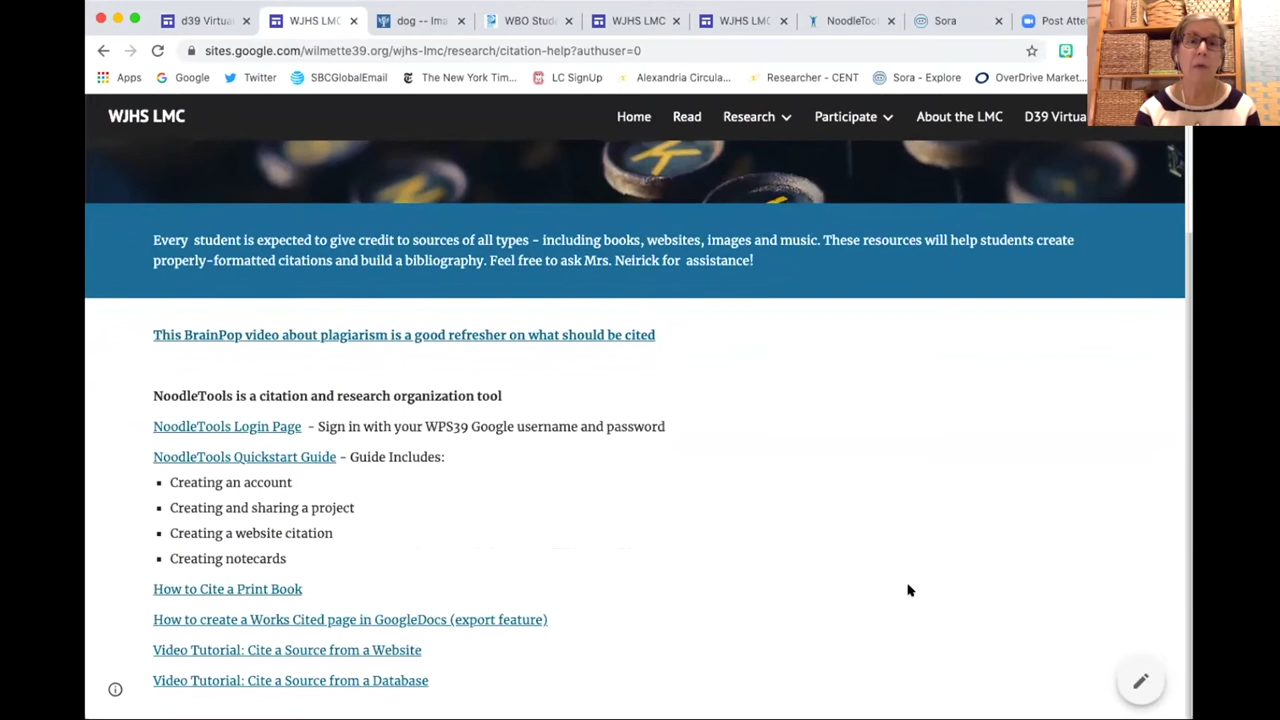 d39 Virtua
WJHS LMC
dog -- Ima
WBO Stud
WJHS LMC
WJHS LMC
NoodleToo
Sora
Post Atte
sites.google.com/wilmette39.org/wjhs-lmc/research/citation-help?authuser=0
Apps
Google
Twitter
SBCGlobalEmail
The New York Tim...
LC SignUp
Alexandria Circula...
Researcher - CENT
Sora - Explore
OverDrive Market...
WJHS LMC
Home
Read
Research
Participate
About the LMC
D39 Virtua
K
Every student is expected to give credit to sources of all types - including books, websites, images and music. These resources will help students create
properly-formatted citations and build a bibliography. Feel free to ask Mrs. Neirick for assistance!
This BrainPop video about plagiarism is a good refresher on what should be cited
NoodleTools is a citation and research organization tool
NoodleTools Login Page - Sign in with your WPS39 Google username and password
NoodleTools Quickstart Guide - Guide Includes:
▪ Creating an account
▪ Creating and sharing a project
▪ Creating a website citation
▪ Creating notecards
How to Cite a Print Book
How to create a Works Cited page in GoogleDocs (export feature)
Video Tutorial: Cite a Source from a Website
Video Tutorial: Cite a Source from a Database